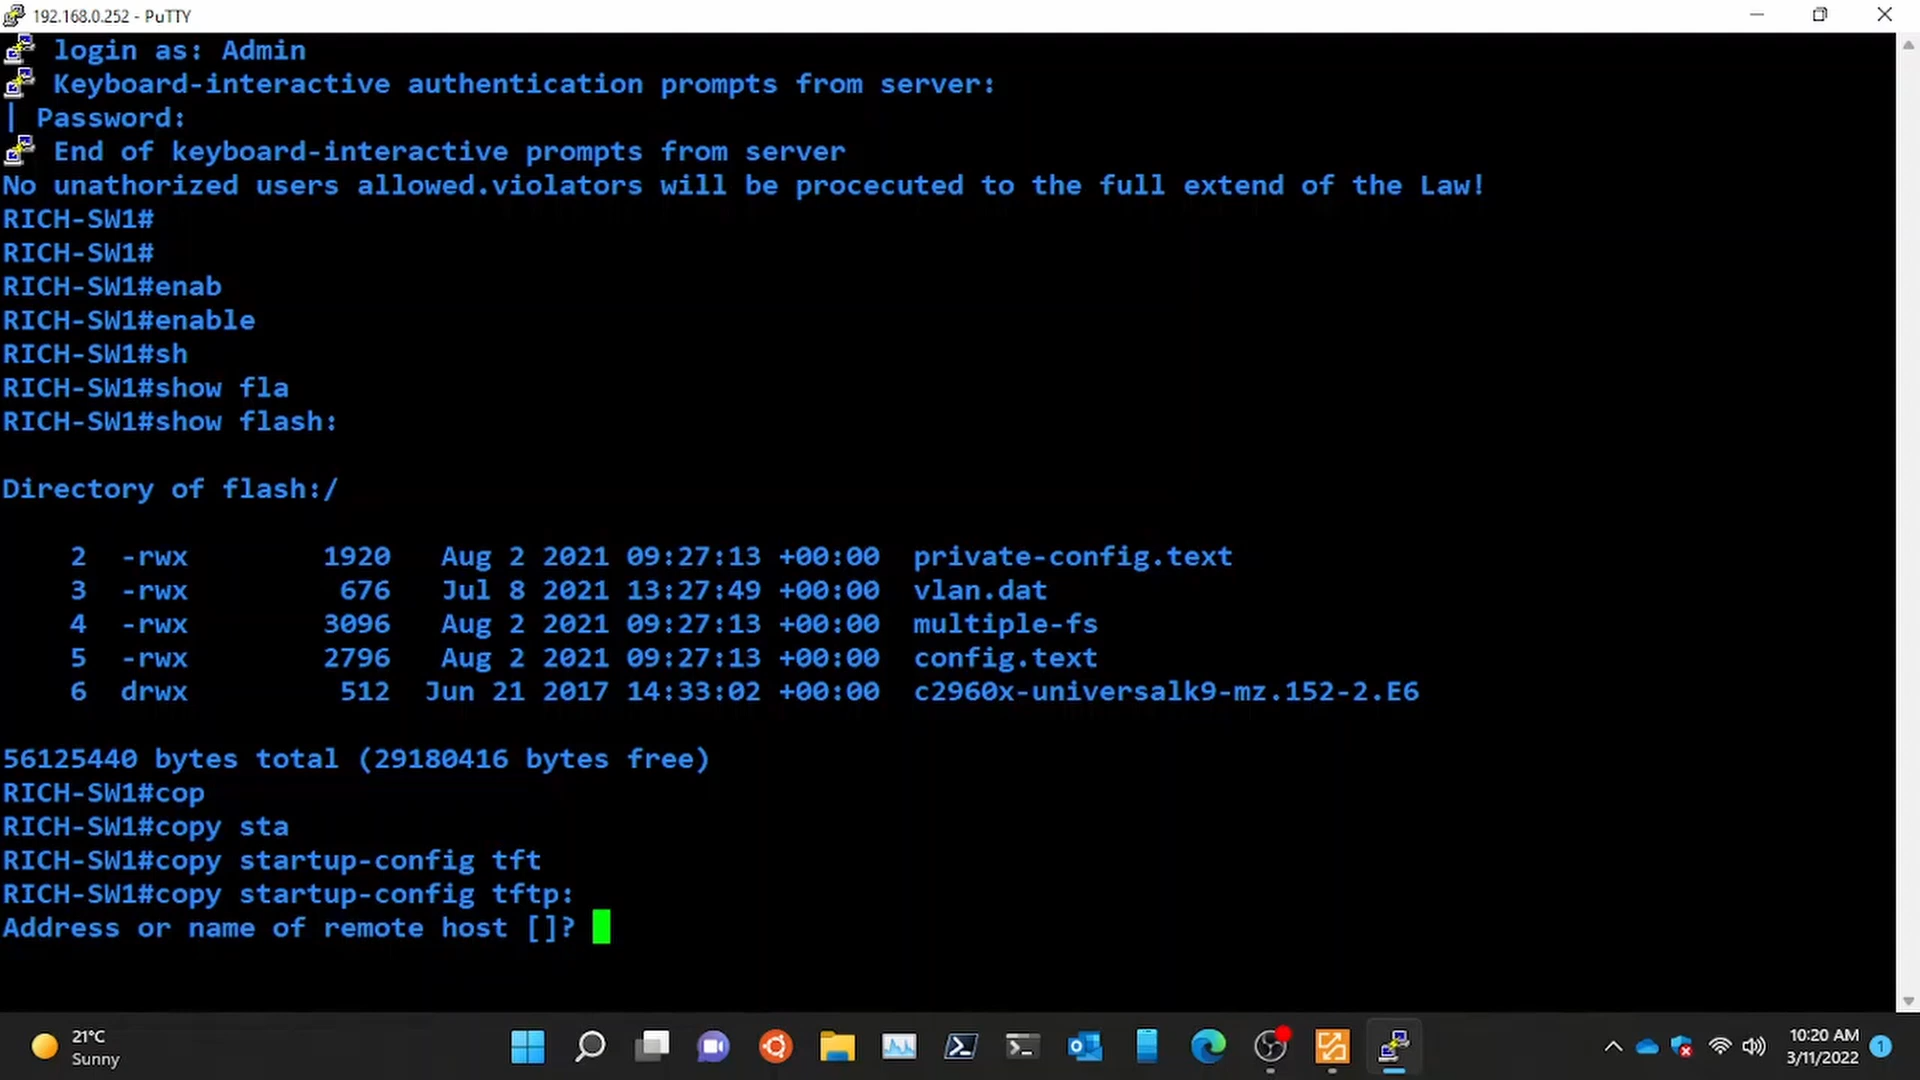 192.168.0.252 - PuTTY
login as: Admin
Keyboard-interactive authentication prompts from server:
| Password:
End of keyboard-interactive prompts from server
No unathorized users allowed.violators will be procecuted to the full extend of the Law!
RICH-SW1#
RICH-SW1#
RICH-SW1#enab
RICH-SW1#enable
RICH-SW1#sh
RICH-SW1#show fla
RICH-SW1#show flash:
Directory of flash:/
2 -rwx 1920 Aug 2 2021 09:27:13 +00:00 private-config.text
3 -rwx 676 Jul 8 2021 13:27:49 +00:00 vlan.dat
4 -rwx 3096 Aug 2 2021 09:27:13 +00:00 multiple-fs
5 -rwx 2796 Aug 2 2021 09:27:13 +00:00 config.text
6 drwx 512 Jun 21 2017 14:33:02 +00:00 c2960x-universalk9-mz.152-2.E6
56125440 bytes total (29180416 bytes free)
RICH-SW1#cop
RICH-SW1#copy sta
RICH-SW1#copy startup-config tft
RICH-SW1#copy startup-config tftp:
Address or name of remote host []?
21°C
Sunny
10:20 AM
3/11/2022
1